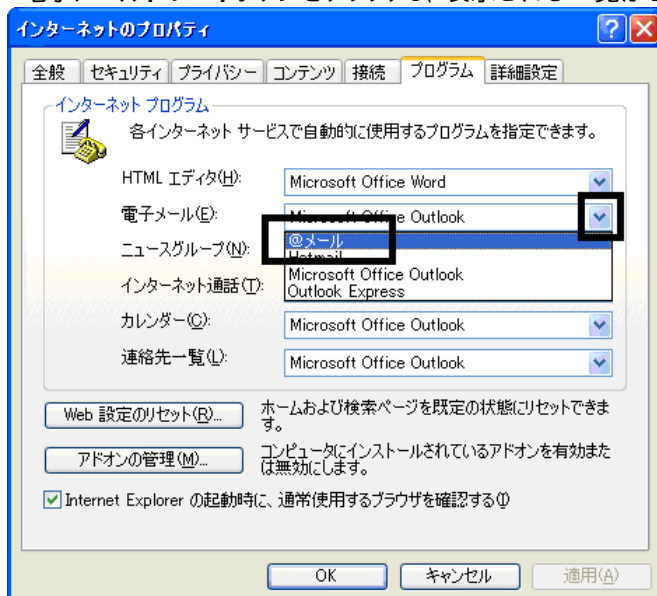 インターネットのプロパティ
全般 セキュリティ プライバシー コンテンツ 接続 プログラム 詳細設定
インターネット プログラム
各インターネット サービスで自動的に使用するプログラムを指定できます。
HTML エディタ(H): Microsoft Office Word
電子メール(E): Microsoft Office Outlook
@メール
ニュースグループ(N): Hotmail
Microsoft Office Outlook
インターネット通話(T): Outlook Express
カレンダー(C): Microsoft Office Outlook
連絡先一覧(L): Microsoft Office Outlook
Web 設定のリセット(R)... ホームおよび検索ページを既定の状態にリセットできま
す。
アドオンの管理(M)... コンピュータにインストールされているアドオンを有効また
は無効にします。
Internet Explorer の起動時に、通常使用するブラウザを確認する(I)
OK キャンセル 適用(A)